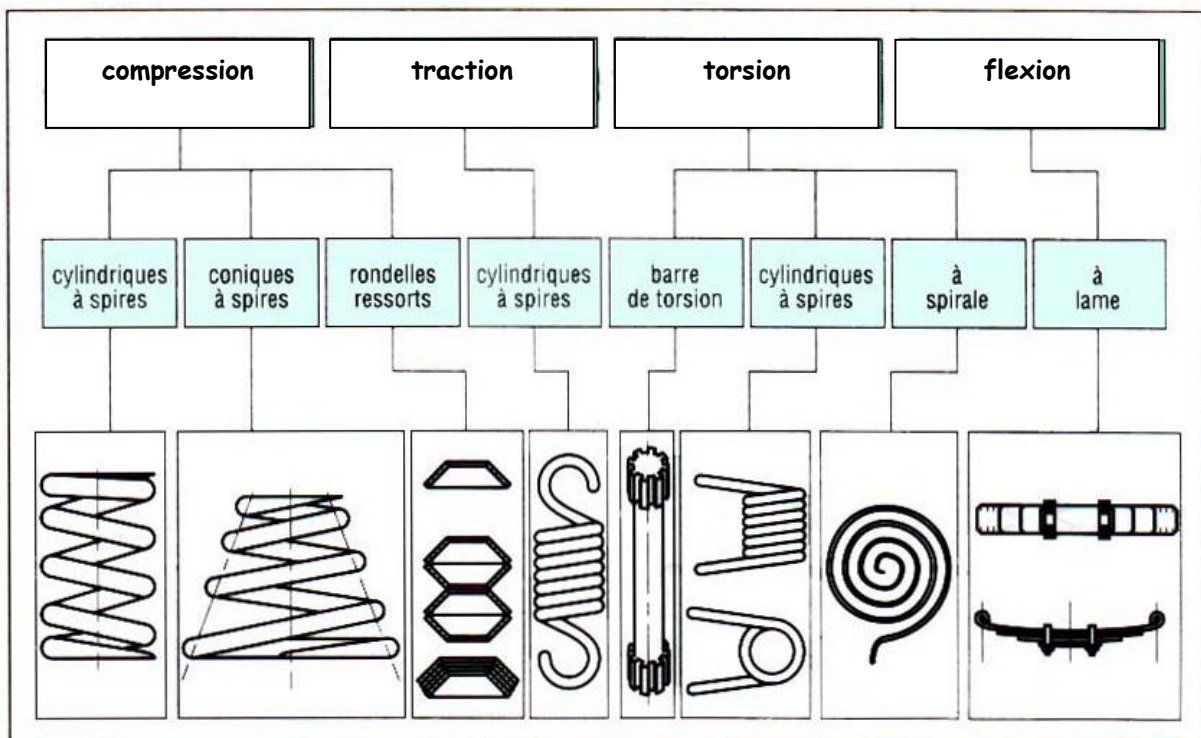 compression
traction
torsion
flexion
cylindriques
à spires
coniques
à spires
rondelles
ressorts
cylindriques
à spires
barre
de torsion
cylindriques
à spires
à
spirale
à
lame